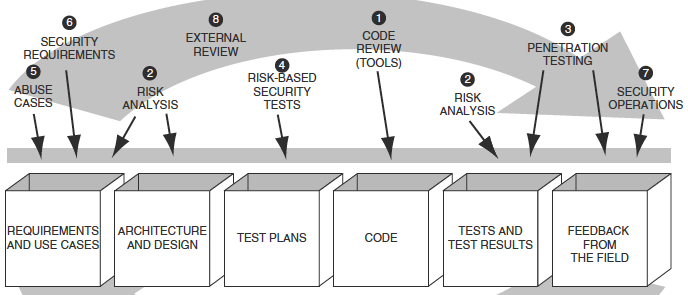 6
SECURITY
REQUIREMENTS
8
EXTERNAL
REVIEW
1
CODE
REVIEW
(TOOLS)
3
PENETRATION
TESTING
5
ABUSE
CASES
2
RISK
ANALYSIS
4
RISK-BASED
SECURITY
TESTS
2
RISK
ANALYSIS
7
SECURITY
OPERATIONS
REQUIREMENTS
AND USE CASES
ARCHITECTURE
AND DESIGN
TEST PLANS
CODE
TESTS AND
TEST RESULTS
FEEDBACK
FROM
THE FIELD